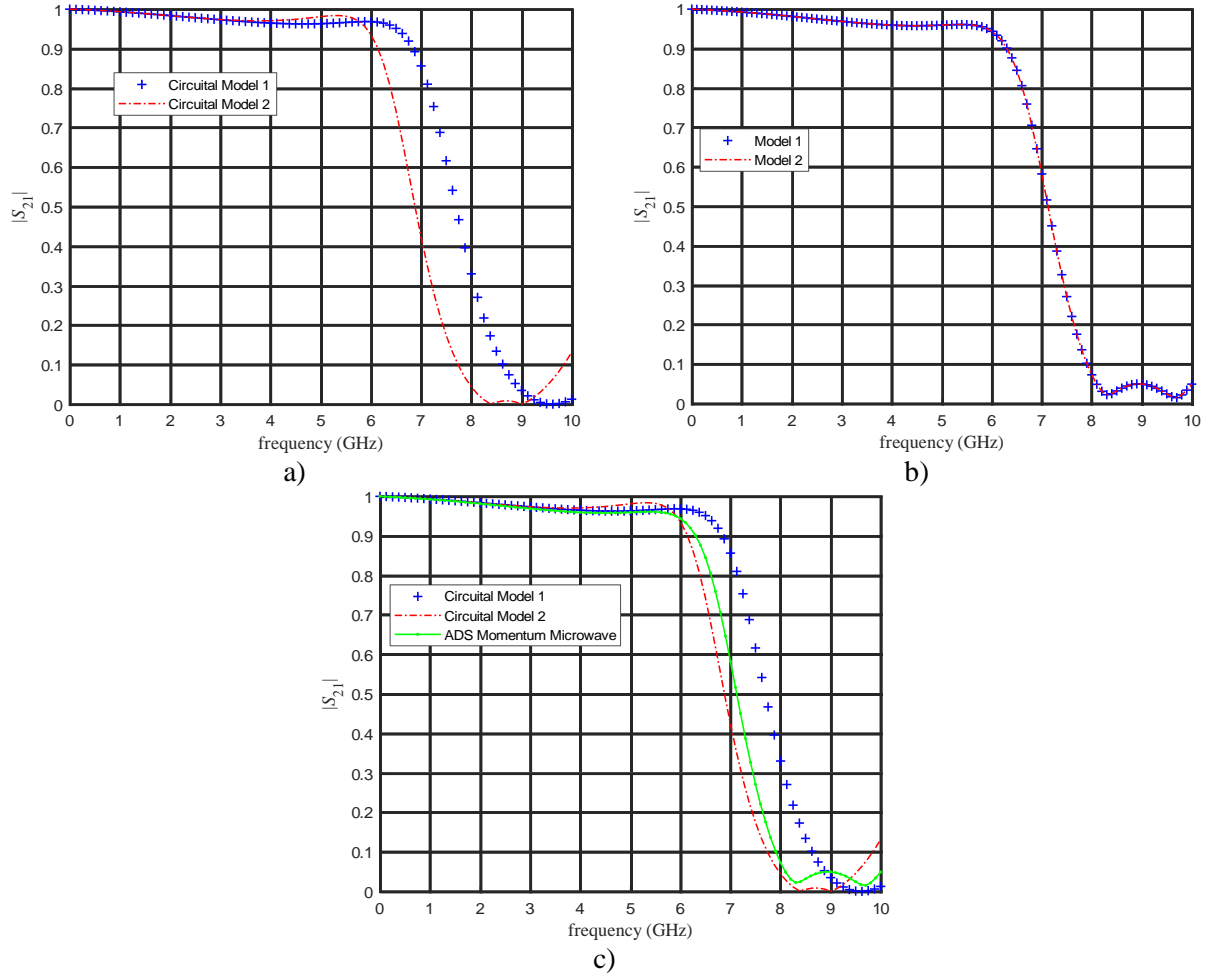 1
0.9
0.8
0.7
0.6
0.5
0.4
0.3
0.2
0.1
0
|S21|
Circuital Model 1
Circuital Model 2
0 1 2 3 4 5 6 7 8 9 10
frequency (GHz)
a)
1
0.9
0.8
0.7
0.6
0.5
0.4
0.3
0.2
0.1
0
|S21|
Model 1
Model 2
0 1 2 3 4 5 6 7 8 9 10
frequency (GHz)
b)
1
0.9
0.8
0.7
0.6
0.5
0.4
0.3
0.2
0.1
0
|S21|
Circuital Model 1
Circuital Model 2
ADS Momentum Microwave
0 1 2 3 4 5 6 7 8 9 10
frequency (GHz)
c)